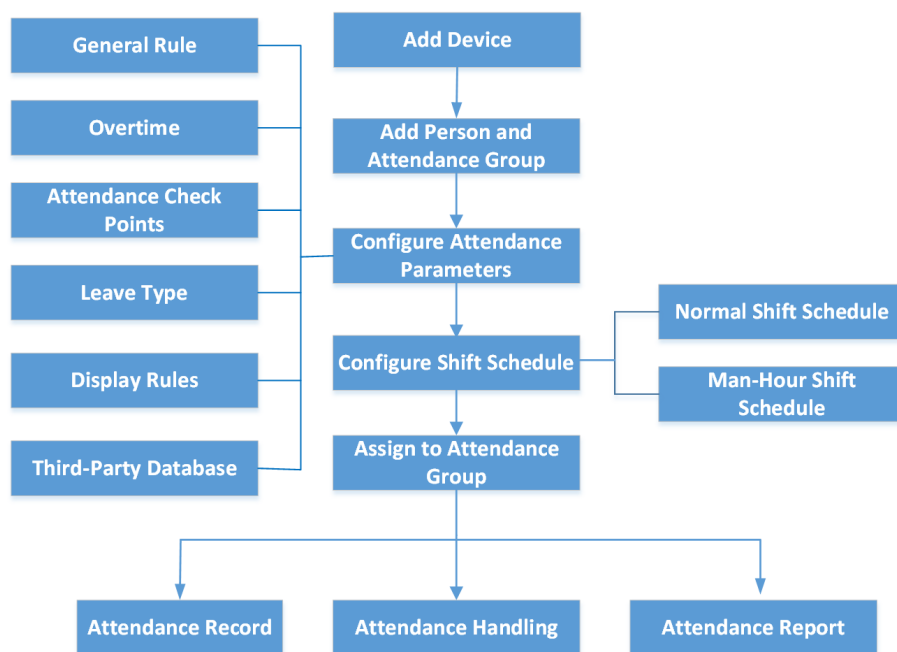 General Rule
Overtime
Attendance Check
Points
Leave Type
Display Rules
Third-Party Database
Add Device
Add Person and
Attendance Group
Configure Attendance
Parameters
Configure Shift Schedule
Assign to Attendance
Group
Normal Shift Schedule
Man-Hour Shift
Schedule
Attendance Record
Attendance Handling
Attendance Report